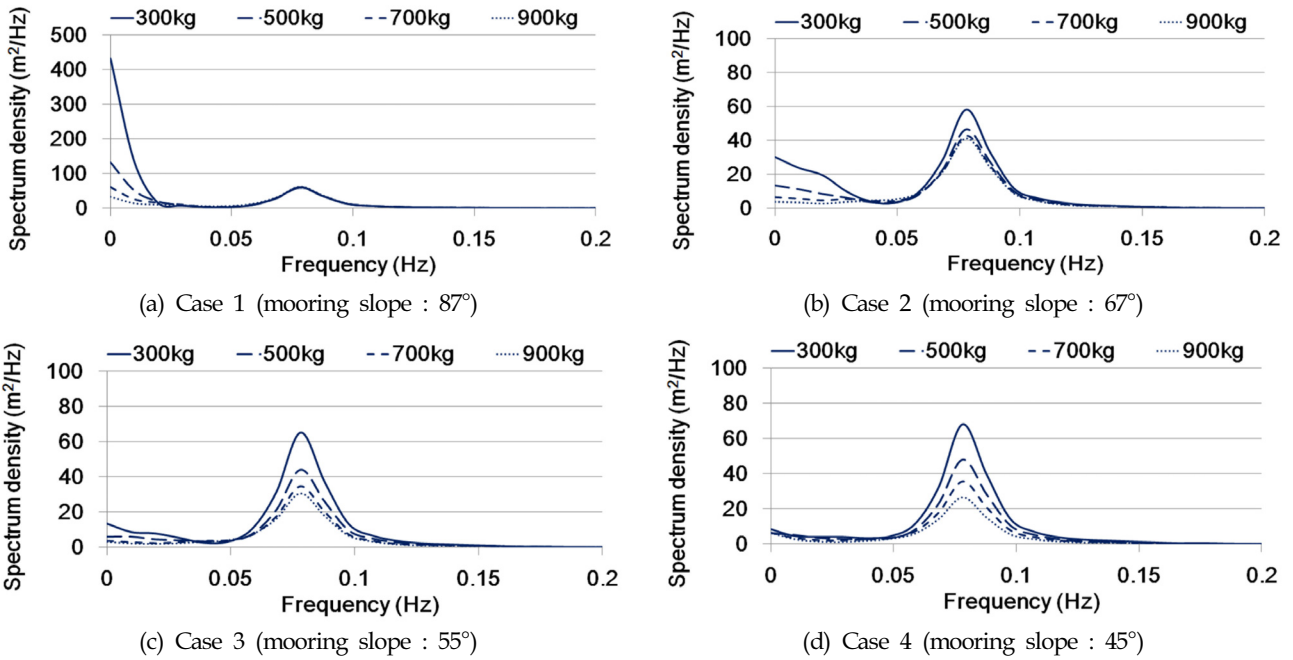 300kg 500kg 700kg 900kg
Spectrum density (m²/Hz)
500
400
300
200
100
0
0 0.05 0.1 0.15 0.2
Frequency (Hz)
(a) Case 1 (mooring slope : 87°)
300kg 500kg 700kg 900kg
Spectrum density (m²/Hz)
100
80
60
40
20
0
0 0.05 0.1 0.15 0.2
Frequency (Hz)
(b) Case 2 (mooring slope : 67°)
300kg 500kg 700kg 900kg
Spectrum density (m²/Hz)
100
80
60
40
20
0
0 0.05 0.1 0.15 0.2
Frequency (Hz)
(c) Case 3 (mooring slope : 55°)
300kg 500kg 700kg 900kg
Spectrum density (m²/Hz)
100
80
60
40
20
0
0 0.05 0.1 0.15 0.2
Frequency (Hz)
(d) Case 4 (mooring slope : 45°)